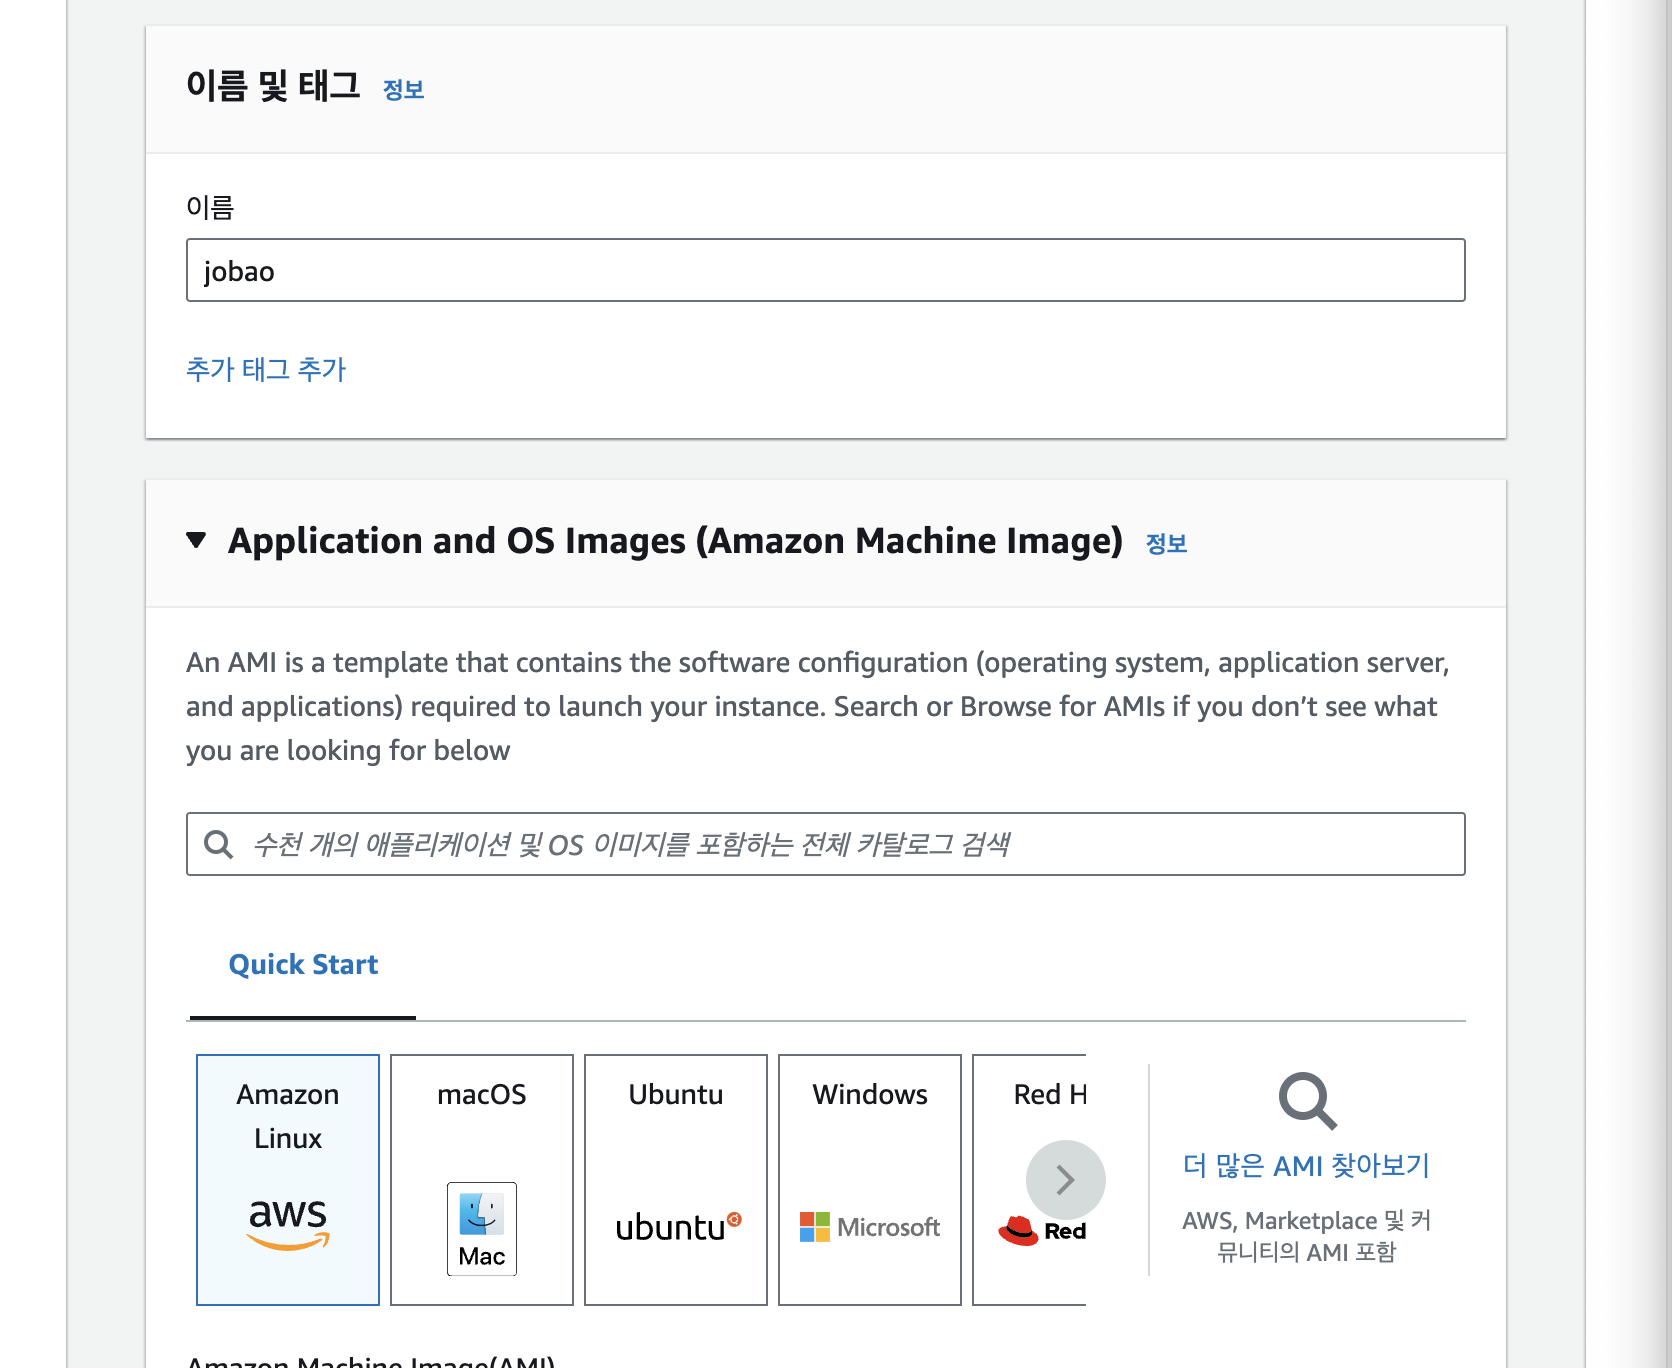 이름 및 태그 정보
이름
jobao
추가 태그 추가
Application and OS Images (Amazon Machine Image) 정보
An AMI is a template that contains the software configuration (operating system, application server,
and applications) required to launch your instance. Search or Browse for AMIs if you don’t see what
you are looking for below
수천 개의 애플리케이션 및 OS 이미지를 포함하는 전체 카탈로그 검색
Quick Start
Amazon
Linux
aws
macOS
Mac
Ubuntu
ubuntu
Windows
Microsoft
Red H
Red
더 많은 AMI 찾아보기
AWS, Marketplace 및 커
뮤니티의 AMI 포함
Amazon Machine Image(AMI)